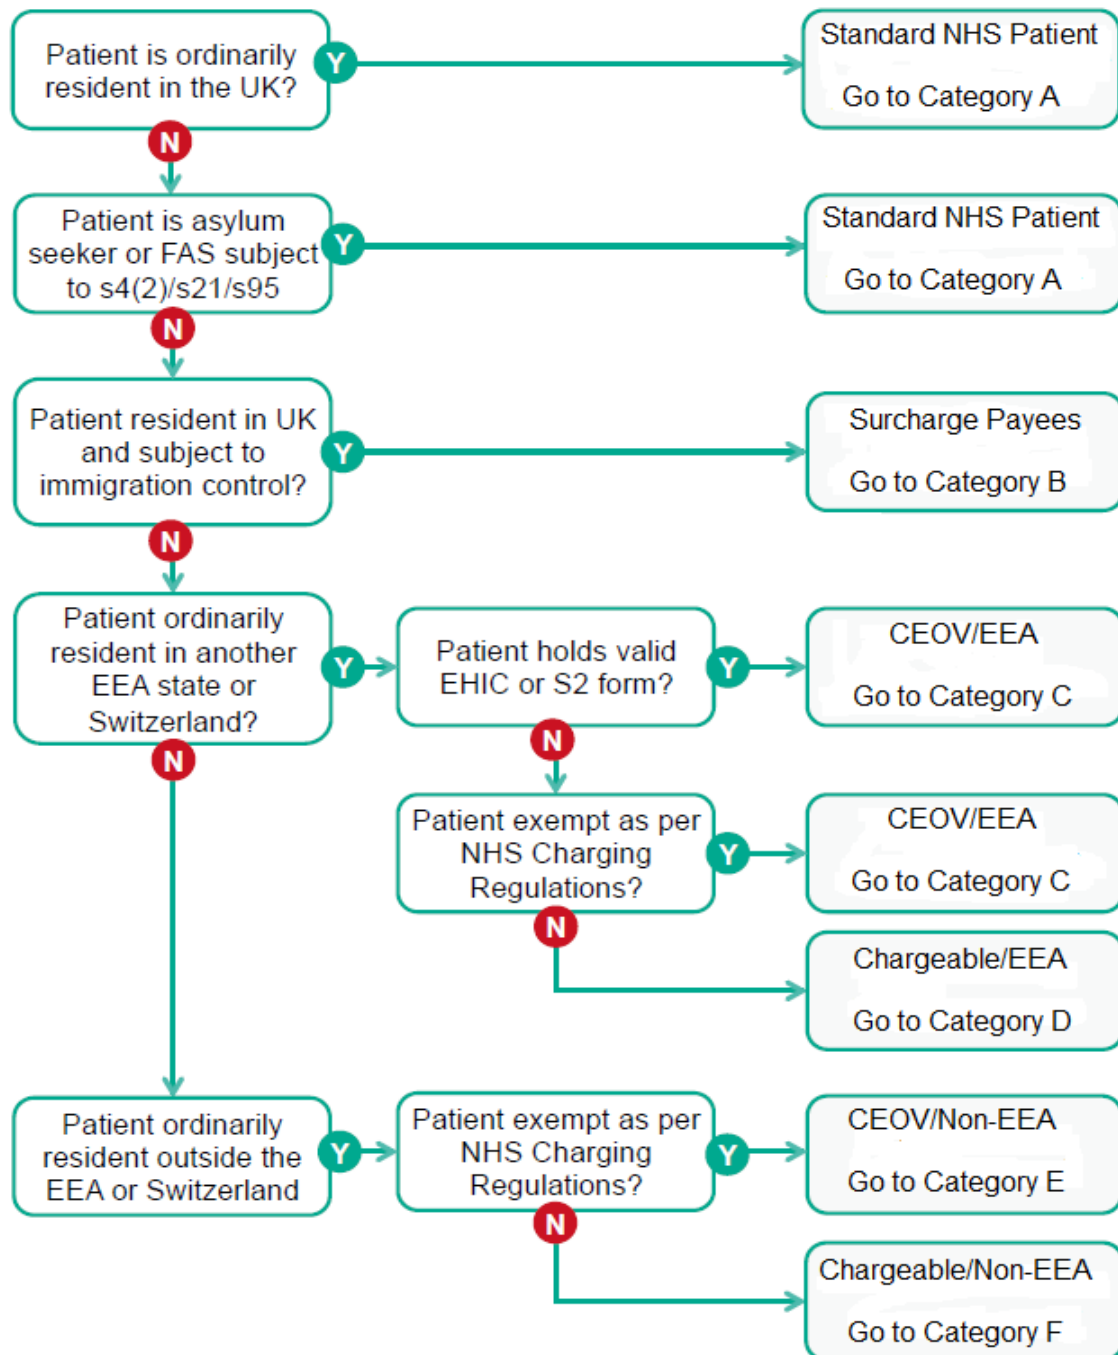 Patient is ordinarily
resident in the UK?
Y
Standard NHS Patient
Go to Category A
N
Patient is asylum
seeker or FAS subject
to s4(2)/s21/s95
Y
Standard NHS Patient
Go to Category A
N
Patient resident in UK
and subject to
immigration control?
Y
Surcharge Payees
Go to Category B
N
Patient ordinarily
resident in another
EEA state or
Switzerland?
Y
Patient holds valid
EHIC or S2 form?
Y
CEOV/EEA
Go to Category C
N
N
Patient exempt as per
NHS Charging
Regulations?
Y
CEOV/EEA
Go to Category C
N
Chargeable/EEA
Go to Category D
Patient ordinarily
resident outside the
EEA or Switzerland
Y
Patient exempt as per
NHS Charging
Regulations?
Y
CEOV/Non-EEA
Go to Category E
N
Chargeable/Non-EEA
Go to Category F